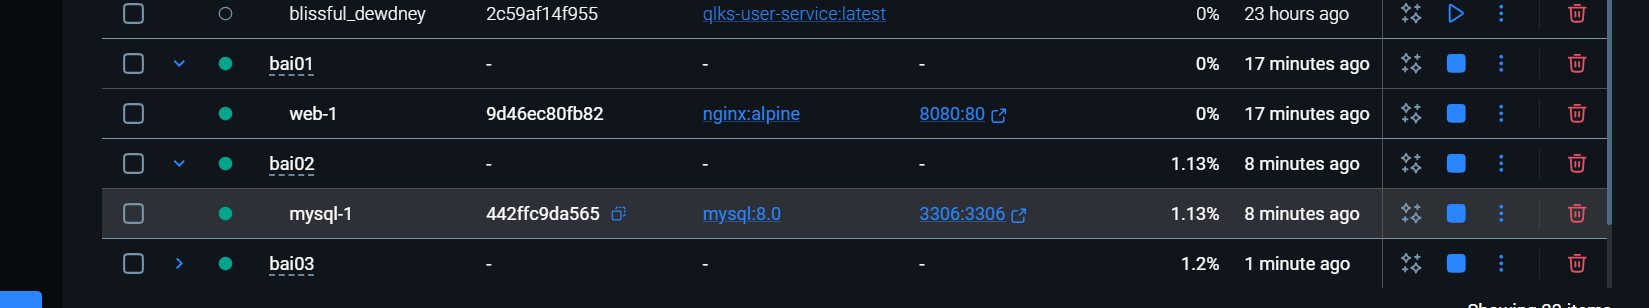 blissful_dewdney 2c59af14f955 qlks-user-service:latest 0% 23 hours ago
bai01 - - - 0% 17 minutes ago
web-1 9d46ec80fb82 nginx:alpine 8080:80 0% 17 minutes ago
bai02 - - - 1.13% 8 minutes ago
mysql-1 442ffc9da565 mysql:8.0 3306:3306 1.13% 8 minutes ago
bai03 - - - 1.2% 1 minute ago